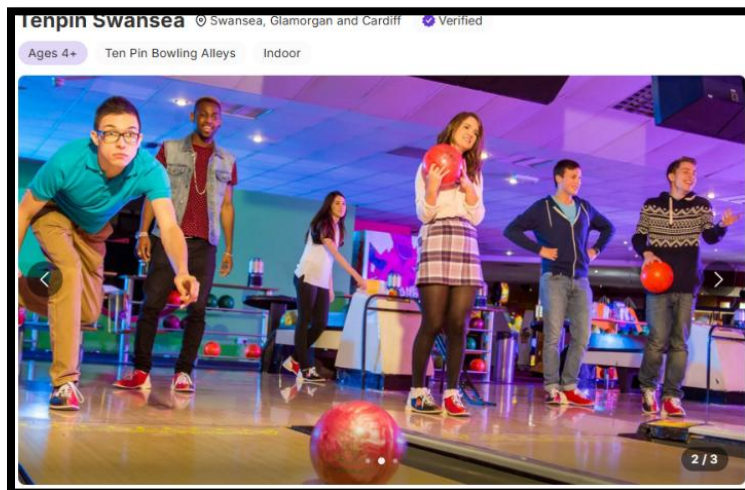 Tenpin Swansea Swansea, Glamorgan and Cardiff Verified
Ages 4+ Ten Pin Bowling Alleys Indoor
2 / 3